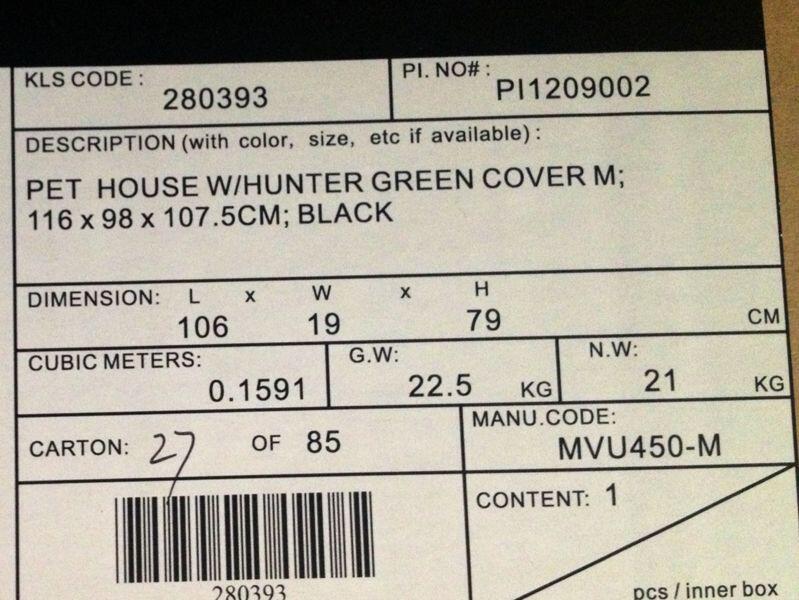 KLS CODE :
280393
PI. NO# :
PI1209002
DESCRIPTION (with color, size, etc if available) :
PET HOUSE W/HUNTER GREEN COVER M;
116 x 98 x 107.5CM; BLACK
DIMENSION: L x W x H
106 19 79 CM
CUBIC METERS:
0.1591
G.W:
22.5 KG
N.W:
21 KG
CARTON: 27 OF 85
MANU.CODE:
MVU450-M
280393
CONTENT: 1
pcs / inner box